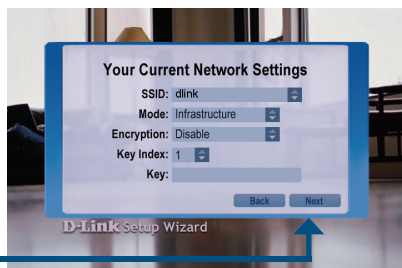 Your Current Network Settings
SSID: dlink
Mode: Infrastructure
Encryption: Disable
Key Index: 1
Key:
Back Next
D-Link Setup Wizard